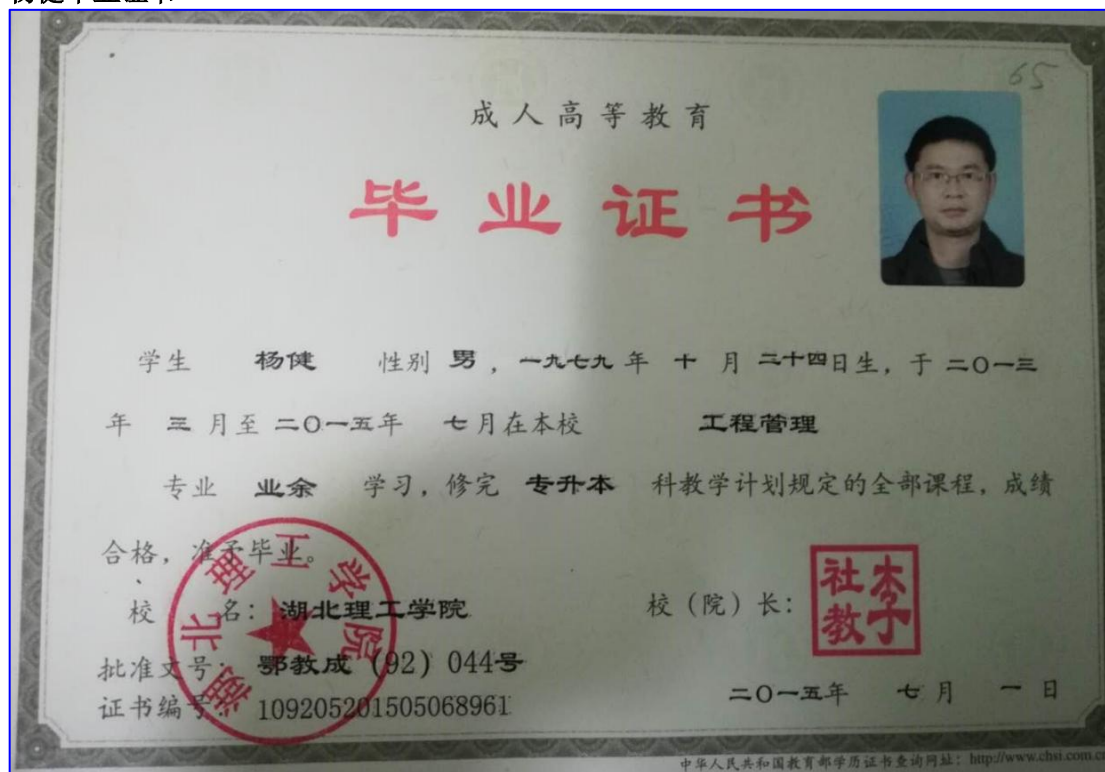 65
成人高等教育
毕业证书
学生 杨健 性别 男，一九七九年 十 月 二十四日生，于 二〇一三
年 三 月至 二〇一五年 七月在本校 工程管理
专业 业余 学习，修完 专升本 科教学计划规定的全部课程，成绩
合格，准予毕业。
校 名：湖北理工学院
校（院）长：
李社教
湖北理工学院
批准文号：鄂教成（92）044号
证书编号：109205201505068961
二〇一五年 七月 一日
中华人民共和国教育部学历证书查询网址：http://www.chsi.com.cn